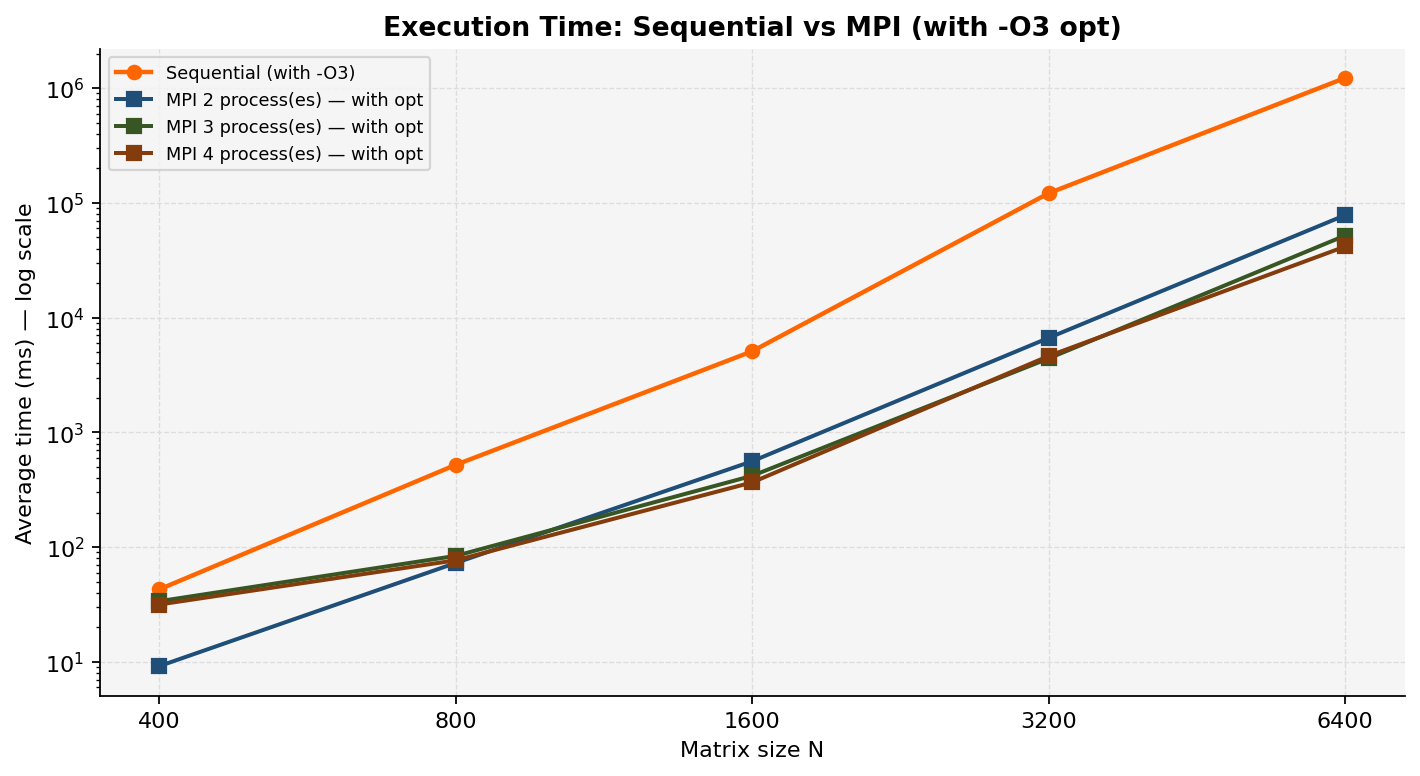 Execution Time: Sequential vs MPI (with -O3 opt)
Sequential (with -O3)
MPI 2 process(es) — with opt
MPI 3 process(es) — with opt
MPI 4 process(es) — with opt
Average time (ms) — log scale
10⁶
10⁵
10⁴
10³
10²
10¹
400 800 1600 3200 6400
Matrix size N